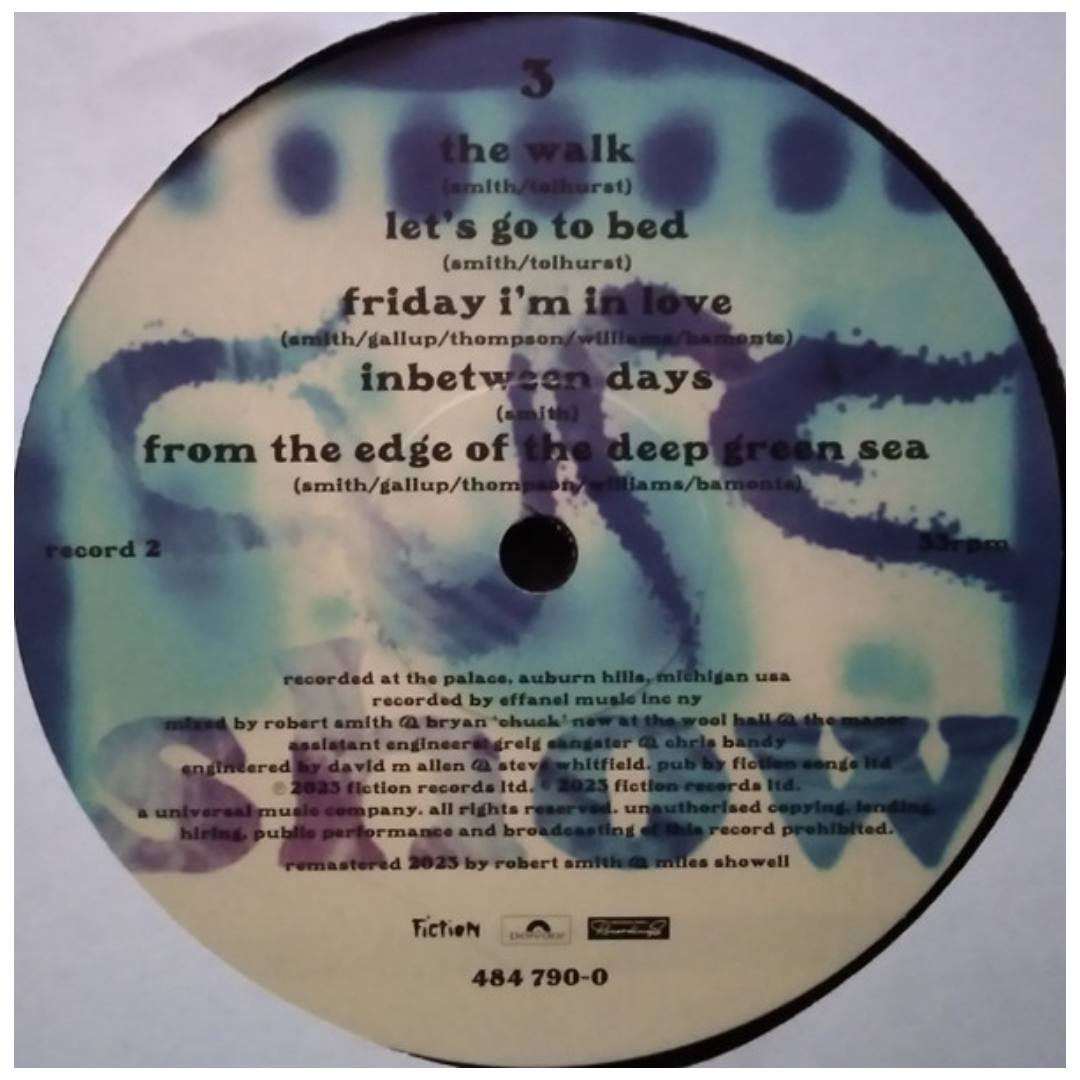 3
the walk
(smith/tolhurst)
let's go to bed
(smith/tolhurst)
friday i'm in love
(smith/gallup/thompson/williams/bamonte)
inbetween days
(smith)
from the edge of the deep green sea
(smith/gallup/thompson/williams/bamonte)
record 2
33rpm
recorded at the palace, auburn hills, michigan usa
recorded by effanel music inc ny
mixed by robert smith & bryan 'chuck' new at the wool hall & the manor
assistant engineers: greig sangster & chris bandy
engineered by david m allen & steve whitfield. pub by fiction songs ltd
℗ 2023 fiction records ltd. © 2023 fiction records ltd.
a universal music company. all rights reserved. unauthorised copying, lending,
hiring, public performance and broadcasting of this record prohibited.
show
remastered 2023 by robert smith & miles showell
Fiction polydor Recordings
484 790-0